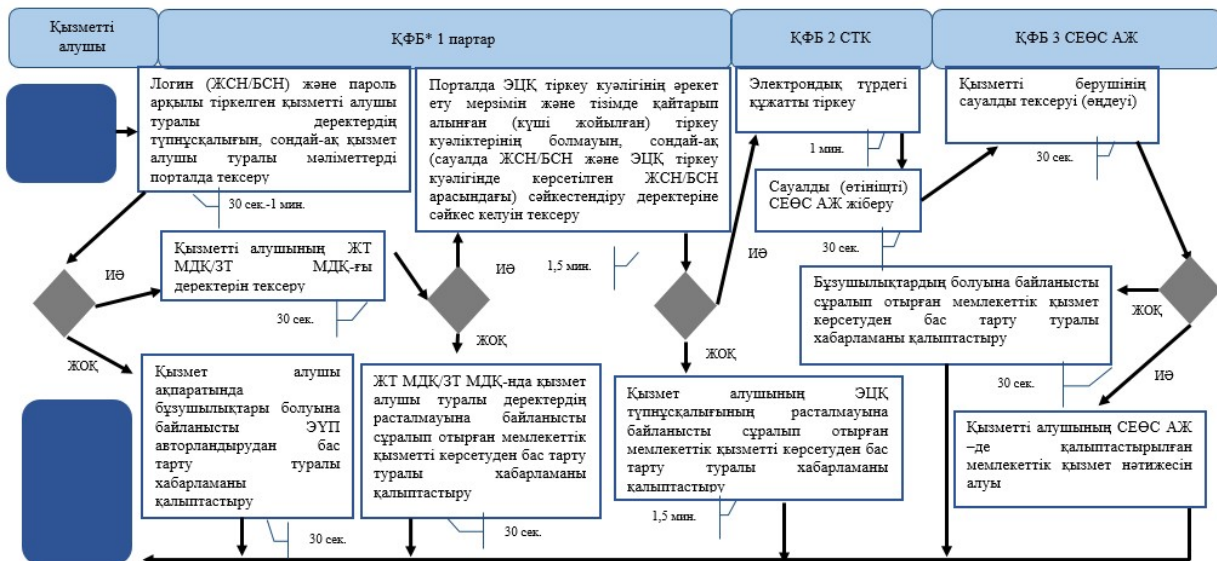 Қызметті
алушы
ҚФБ* 1 партар
ҚФБ 2 СТК
ҚФБ 3 СЕӨС АЖ
Логин (ЖСН/БСН) және пароль
арқылы тіркелген қызметті алушы
туралы деректердің
түпнұсқалығын, сондай-ақ қызмет
алушы туралы мәліметтерді
порталда тексеру
30 сек.-1 мин.
Порталда ЭЦҚ тіркеу куәлігінің әрекет
ету мерзімін және тізімде қайтарып
алынған (күші жойылған) тіркеу
куәліктерінің болмауын, сондай-ақ
(сауалда ЖСН/БСН және ЭЦҚ тіркеу
куәлігінде көрсетілген ЖСН/БСН
арасындағы) сәйкестендіру деректеріне
сәйкес келуін тексеру
1,5 мин.
Электрондық түрдегі
құжатты тіркеу
1 мин.
Қызметті берушінің
сауалды тексеруі (өңдеуі)
30 сек.
Сауалды (өтінішті)
СЕӨС АЖ жіберу
30 сек.
Қызметті алушының ЖТ
МДҚ/ЗТ МДҚ-ғы
деректерін тексеру
30 сек.
ИӘ
ИӘ
ИӘ
Бұзушылықтардың болуына байланысты
сұралып отырған мемлекеттік қызмет
көрсетуден бас тарту туралы
хабарламаны қалыптастыру
30 сек.
ЖОҚ
ЖОҚ
ЖОҚ
ЖОҚ
ИӘ
Қызмет алушы
ақпаратында
бұзушылықтары болуына
байланысты ЭҮП
авторландырудан бас
тарту туралы
хабарламаны
қалыптастыру
30 сек.
ЖТ МДҚ/ЗТ МДҚ-нда қызмет
алушы туралы деректердің
расталмауына байланысты
сұралып отырған мемлекеттік
қызметті көрсетуден бас тарту
туралы хабарламаны
қалыптастыру
30 сек.
Қызмет алушының ЭЦҚ
түпнұсқалығының расталмауына
байланысты сұралып отырған
мемлекеттік қызметті көрсетуден бас
тарту туралы хабарламаны
қалыптастыру
1,5 мин.
Қызметті алушының СЕӨС АЖ
–де қалыптастырылған
мемлекеттік қызмет нәтижесін
алуы